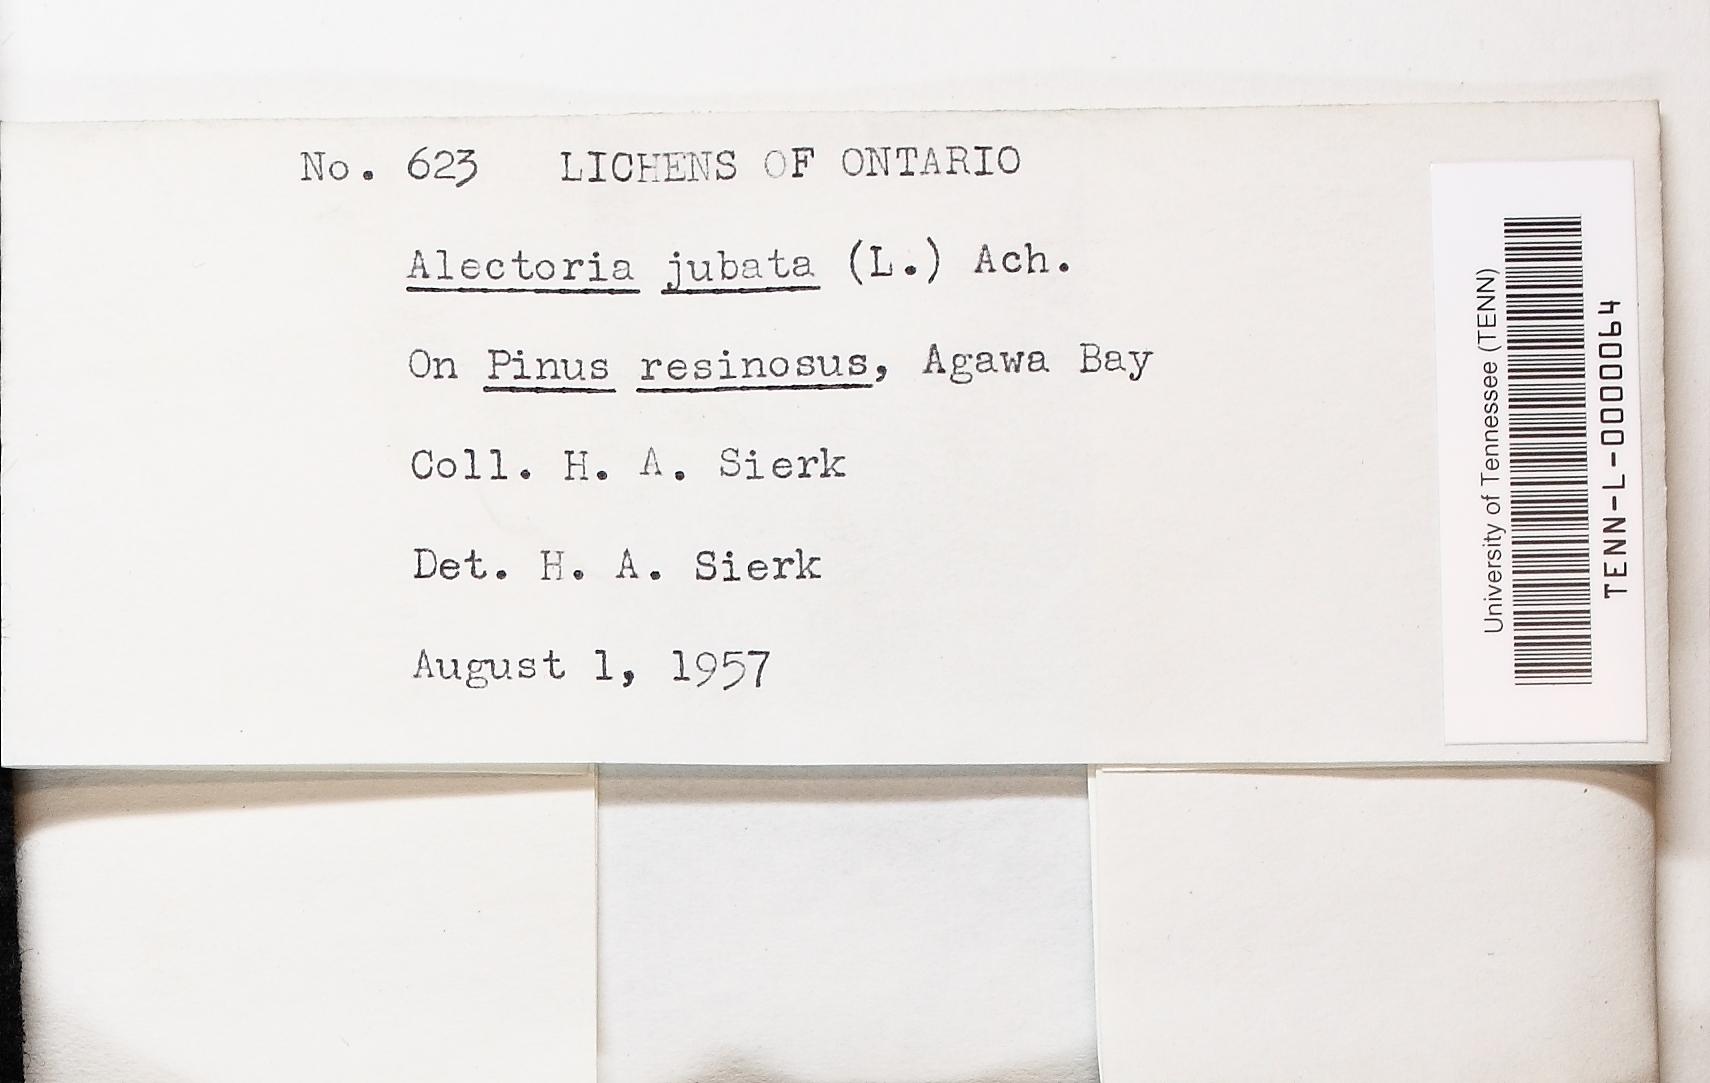 No. 623 LICHENS OF ONTARIO
Alectoria jubata (L.) Ach.
On Pinus resinosus, Agawa Bay
Coll. H. A. Sierk
Det. H. A. Sierk
August 1, 1957
University of Tennessee (TENN)
TENN-L-0000064